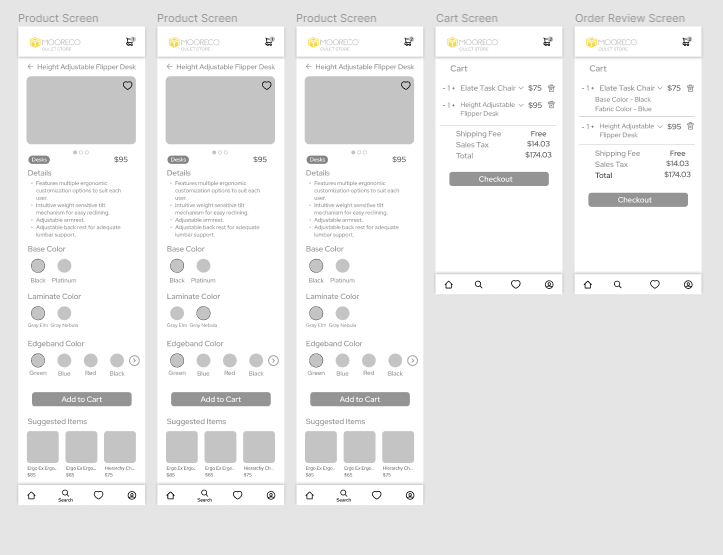 Product Screen
MOORECO
OULET STORE
Height Adjustable Flipper Desk
Desks
$95
Details
• Features multiple ergonomic
customization options to suit each
user.
• Intuitive weight sensitive tilt
mechanism for easy reclining.
• Adjustable armrest.
• Adjustable back rest for adequate
lumbar support.
Base Color
Black Platinum
Laminate Color
Gray Elm Gray Nebula
Edgeband Color
Green Blue Red Black
Add to Cart
Suggested Items
Ergo Ex Ergo... Ergo Ex Ergo... Hierarchy Ch...
$85 $65 $75
Search
Product Screen
MOORECO
OULET STORE
Height Adjustable Flipper Desk
Desks
$95
Details
• Features multiple ergonomic
customization options to suit each
user.
• Intuitive weight sensitive tilt
mechanism for easy reclining.
• Adjustable armrest.
• Adjustable back rest for adequate
lumbar support.
Base Color
Black Platinum
Laminate Color
Gray Elm Gray Nebula
Edgeband Color
Green Blue Red Black
Add to Cart
Suggested Items
Ergo Ex Ergo... Ergo Ex Ergo... Hierarchy Ch...
$85 $65 $75
Search
Product Screen
MOORECO
OULET STORE
Height Adjustable Flipper Desk
Desks
$95
Details
• Features multiple ergonomic
customization options to suit each
user.
• Intuitive weight sensitive tilt
mechanism for easy reclining.
• Adjustable armrest.
• Adjustable back rest for adequate
lumbar support.
Base Color
Black Platinum
Laminate Color
Gray Elm Gray Nebula
Edgeband Color
Green Blue Red Black
Add to Cart
Suggested Items
Ergo Ex Ergo... Ergo Ex Ergo... Hierarchy Ch...
$85 $65 $75
Search
Cart Screen
MOORECO
OULET STORE
Cart
- 1 + Elate Task Chair $75
- 1 + Height Adjustable $95
Flipper Desk
Shipping Fee Free
Sales Tax $14.03
Total $174.03
Checkout
Order Review Screen
MOORECO
OULET STORE
Cart
- 1 + Elate Task Chair $75
Base Color - Black
Fabric Color - Blue
- 1 + Height Adjustable $95
Flipper Desk
Shipping Fee Free
Sales Tax $14.03
Total $174.03
Checkout